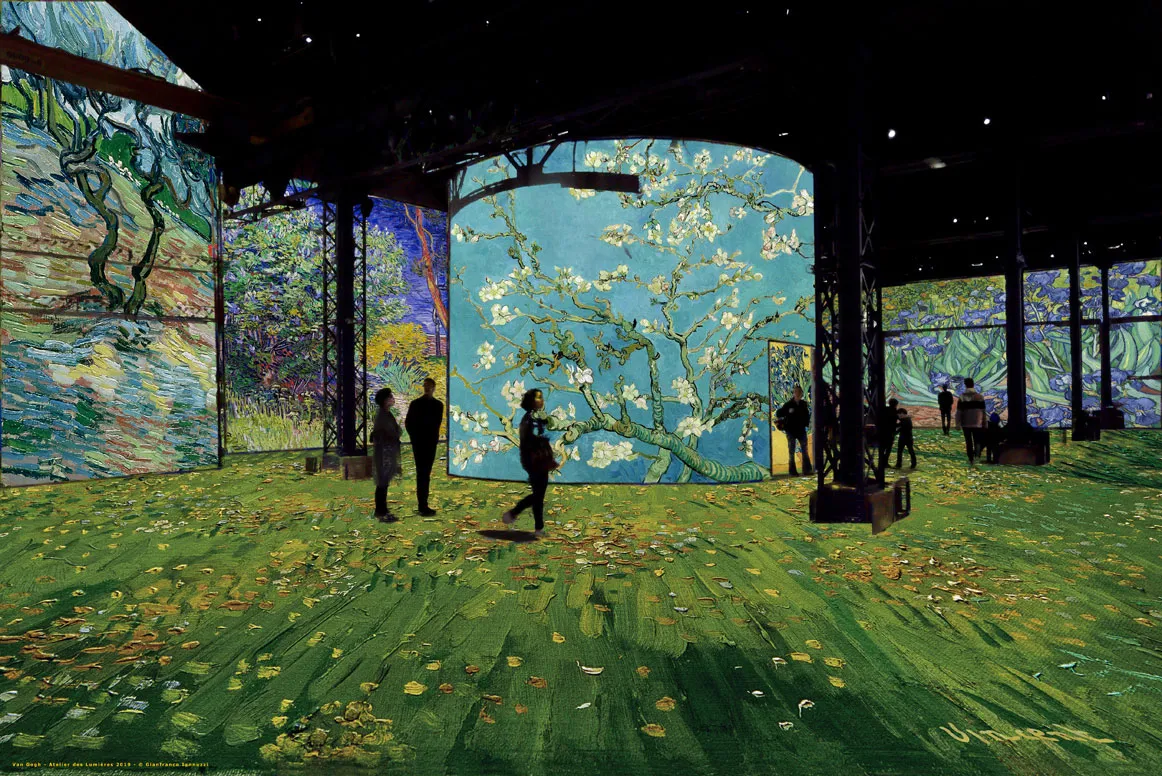 Van Gogh - Atelier des Lumières 2019 - © Gianfranco Iannuzzi